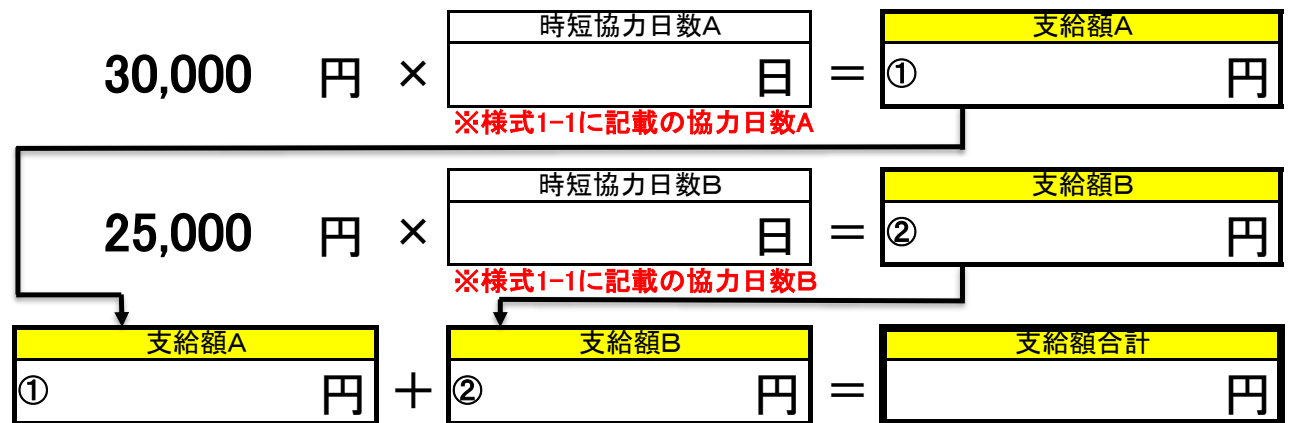 時短協力日数A 支給額A
30,000 円 × 日 = ① 円
※様式1-1に記載の協力日数A
時短協力日数B 支給額B
25,000 円 × 日 = ② 円
※様式1-1に記載の協力日数B
支給額A 支給額B 支給額合計
① 円 + ② 円 = 円